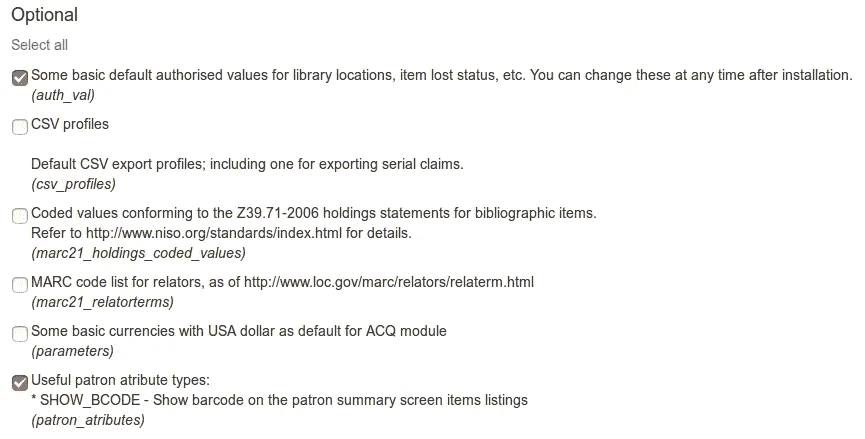 Optional
Select all
Some basic default authorised values for library locations, item lost status, etc. You can change these at any time after installation.
(auth_val)
CSV profiles
Default CSV export profiles; including one for exporting serial claims.
(csv_profiles)
Coded values conforming to the Z39.71-2006 holdings statements for bibliographic items.
Refer to http://www.niso.org/standards/index.html for details.
(marc21_holdings_coded_values)
MARC code list for relators, as of http://www.loc.gov/marc/relators/relaterm.html
(marc21_relatorterms)
Some basic currencies with USA dollar as default for ACQ module
(parameters)
Useful patron atribute types:
* SHOW_BCODE - Show barcode on the patron summary screen items listings
(patron_atributes)